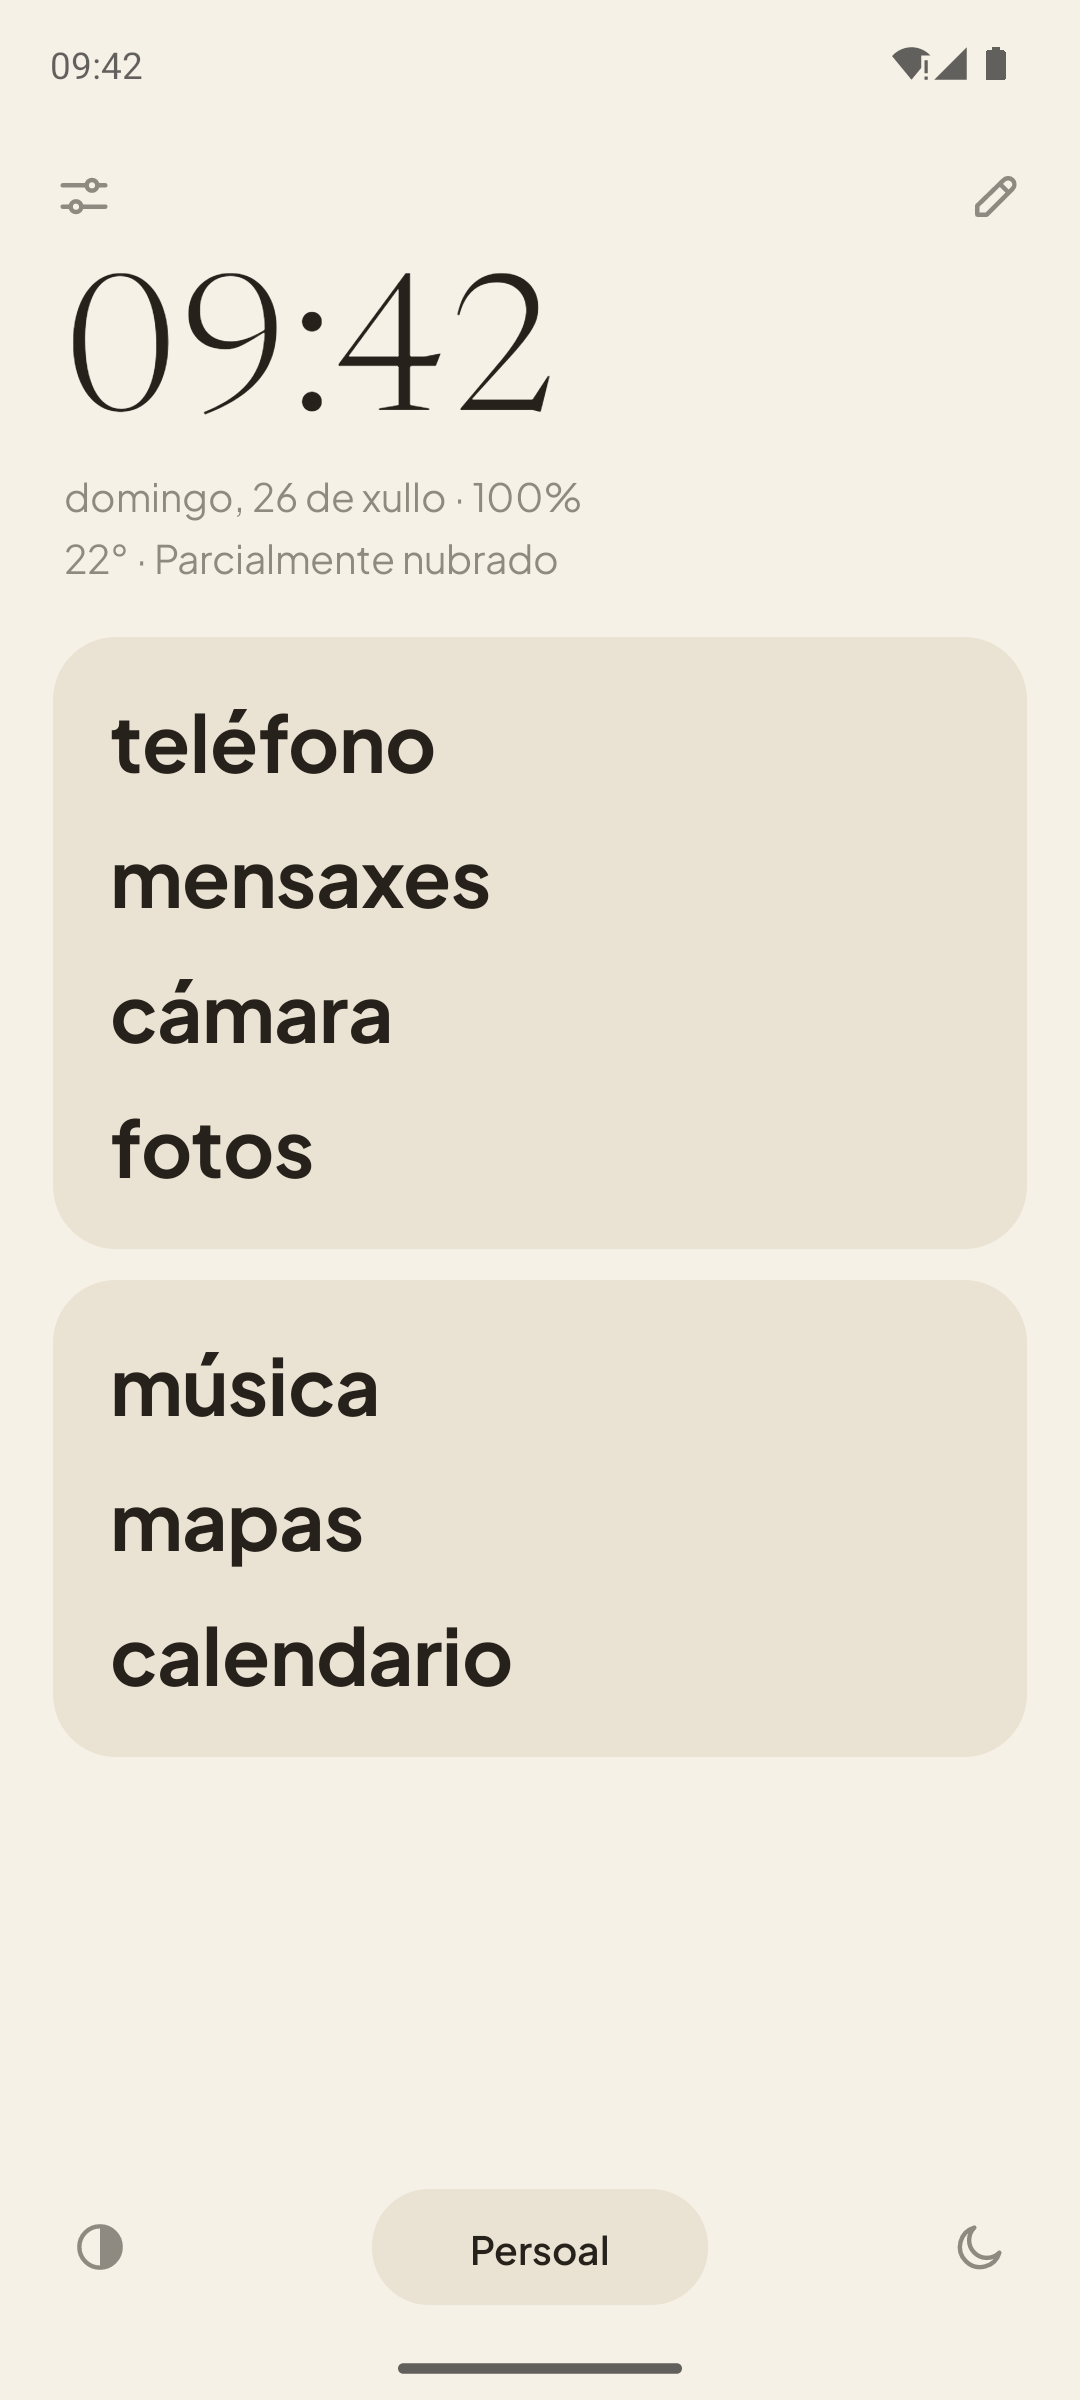 09:42
09:42
domingo, 26 de xullo · 100%
22° · Parcialmente nubrado
teléfono
mensaxes
cámara
fotos
música
mapas
calendario
Persoal